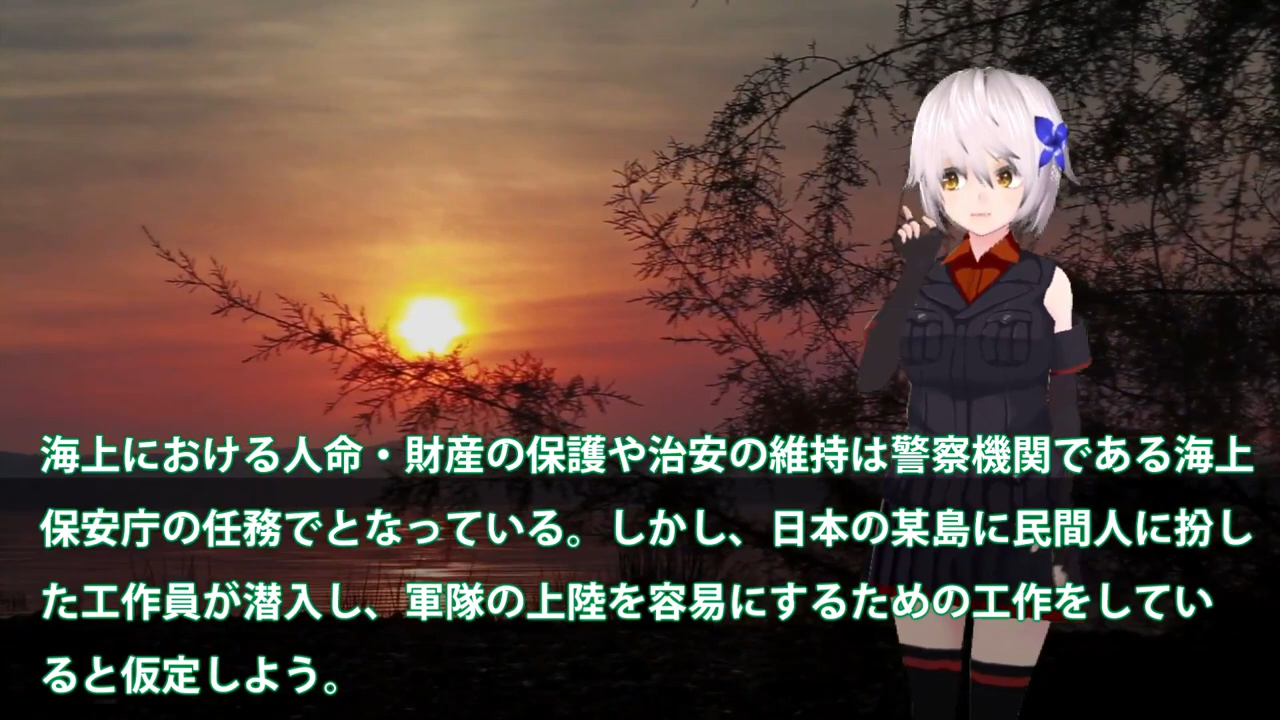 海上における人命・財産の保護や治安の維持は警察機関である海上
保安庁の任務でとなっている。しかし、日本の某島に民間人に扮し
た工作員が潜入し、軍隊の上陸を容易にするための工作をしてい
ると仮定しよう。